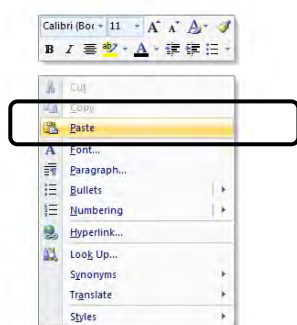 Calibri (Boc 11 A A A
B I A
Cut
Copy
Paste
A Font...
Paragraph...
Bullets
Numbering
Hyperlink...
Look Up...
Synonyms
Translate
Styles